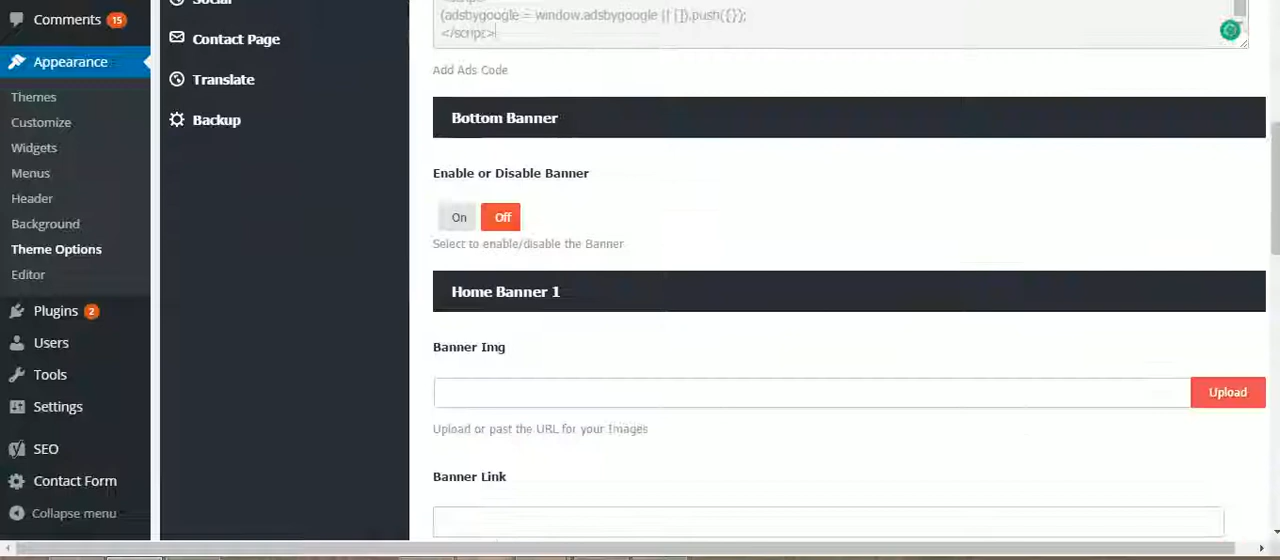 Comments 15
Appearance
Themes
Customize
Widgets
Menus
Header
Background
Theme Options
Editor
Plugins 2
Users
Tools
Settings
SEO
Contact Form
Collapse menu
Social
Contact Page
Translate
Backup
(adsbygoogle = window.adsbygoogle || []).push({});
</script>
Add Ads Code
Bottom Banner
Enable or Disable Banner
On Off
Select to enable/disable the Banner
Home Banner 1
Banner Img
Upload
Upload or past the URL for your Images
Banner Link